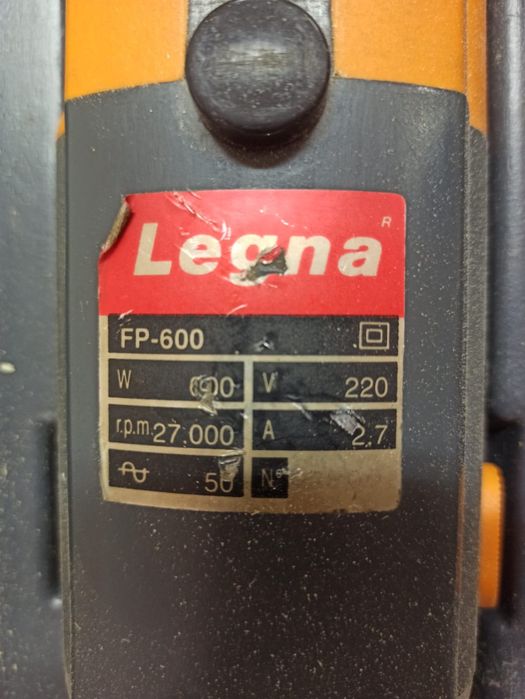 Legna R
FP-600
W 600 V 220
r.p.m. 27.000 A 2.7
50 Nº